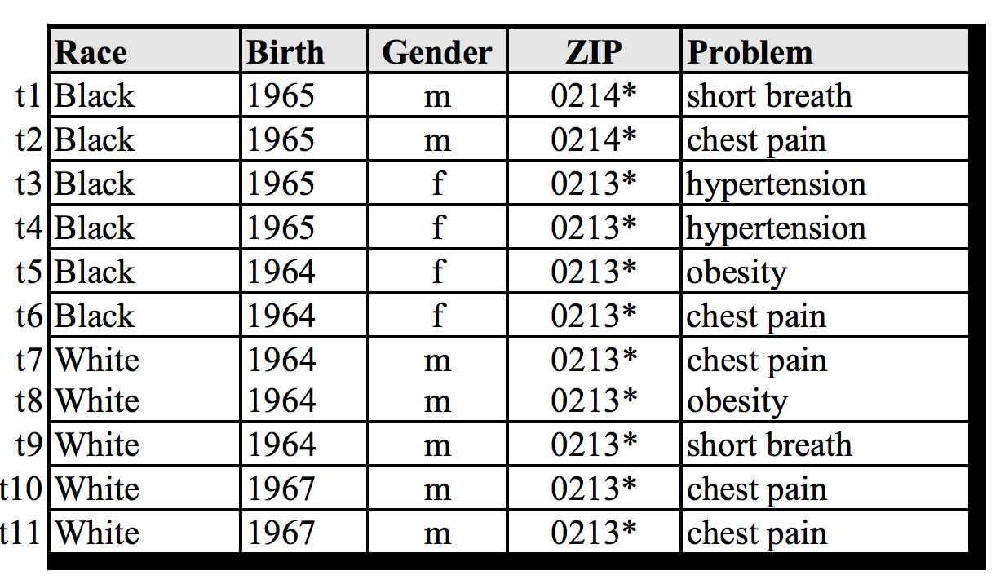 Race Birth Gender ZIP Problem
t1 Black 1965 m 0214* short breath
t2 Black 1965 m 0214* chest pain
t3 Black 1965 f 0213* hypertension
t4 Black 1965 f 0213* hypertension
t5 Black 1964 f 0213* obesity
t6 Black 1964 f 0213* chest pain
t7 White 1964 m 0213* chest pain
t8 White 1964 m 0213* obesity
t9 White 1964 m 0213* short breath
t10 White 1967 m 0213* chest pain
t11 White 1967 m 0213* chest pain